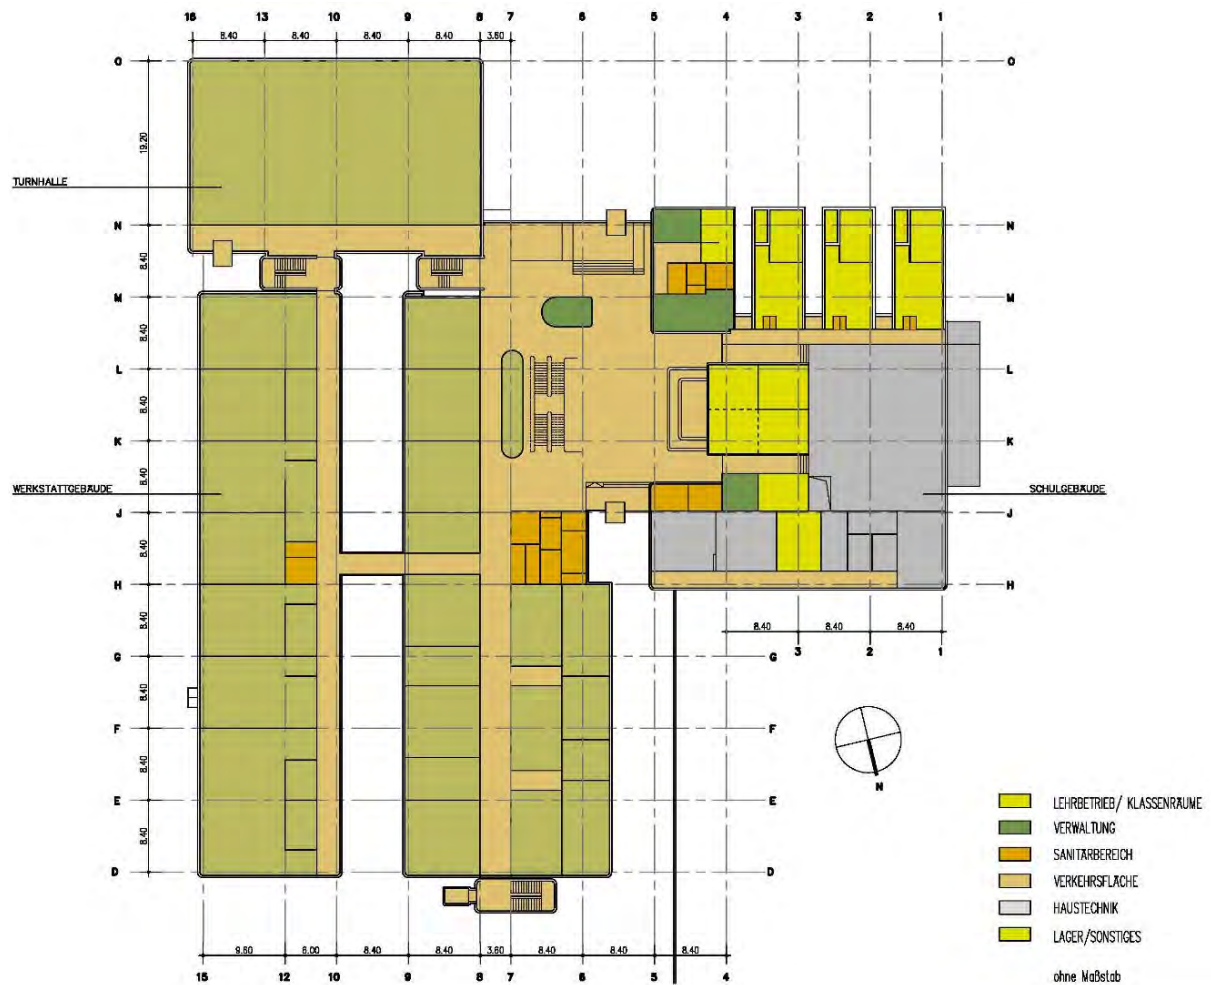 16 13 10 9 8 7 6 5 4 3 2 1
8.40 8.40 8.40 8.40 3.60
O O
19.20
TURNHALLE
N N
8.40
M M
8.40
L L
8.40
K K
8.40
WERKSTATTGEBÄUDE SCHULGEBÄUDE
J J
8.40
H H
8.40 8.40 8.40 8.40
3 2 1
G G
8.40
F F
8.40
E E
8.40
D D
N
LEHRBETRIEB/ KLASSENRÄUME
VERWALTUNG
SANITÄRBEREICH
VERKEHRSFLÄCHE
HAUSTECHNIK
LAGER/SONSTIGES
ohne Maßstab
9.60 6.00 8.40 8.40 3.60 8.40 8.40 8.40
15 12 10 9 8 7 6 5 4